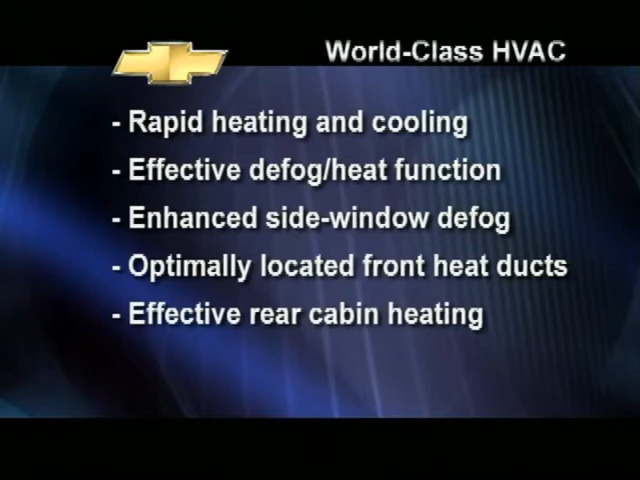 World-Class HVAC
- Rapid heating and cooling
- Effective defog/heat function
- Enhanced side-window defog
- Optimally located front heat ducts
- Effective rear cabin heating